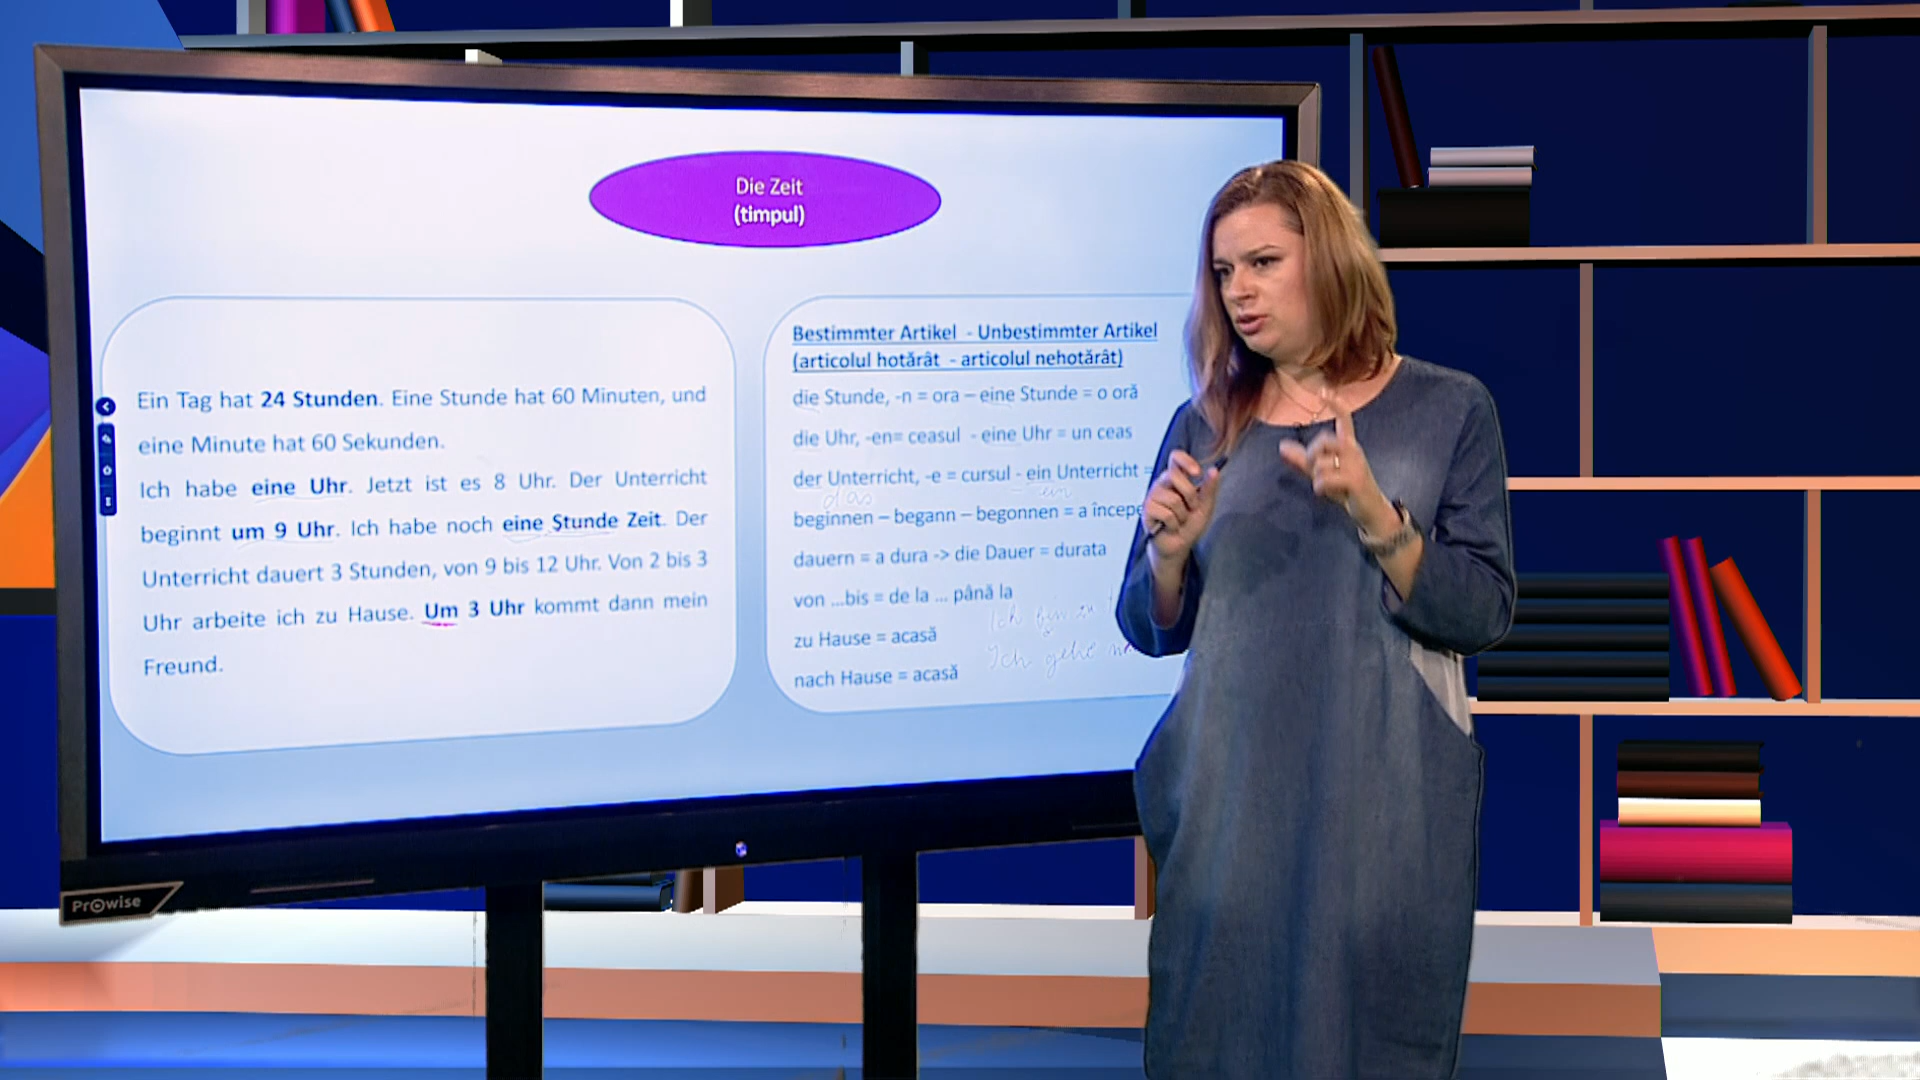 Die Zeit
(timpul)
Ein Tag hat 24 Stunden. Eine Stunde hat 60 Minuten, und
eine Minute hat 60 Sekunden.
Ich habe eine Uhr. Jetzt ist es 8 Uhr. Der Unterricht
beginnt um 9 Uhr. Ich habe noch eine Stunde Zeit. Der
Unterricht dauert 3 Stunden, von 9 bis 12 Uhr. Von 2 bis 3
Uhr arbeite ich zu Hause. Um 3 Uhr kommt dann mein
Freund.
Bestimmter Artikel - Unbestimmter Artikel
(articolul hotărât - articolul nehotărât)
die Stunde, -n = ora – eine Stunde = o oră
die Uhr, -en= ceasul - eine Uhr = un ceas
der Unterricht, -e = cursul - ein Unterricht =
das ein
beginnen – begann – begonnen = a începe
dauern = a dura -> die Dauer = durata
von ...bis = de la ... până la
Ich bin zu
zu Hause = acasă
Ich gehe
nach Hause = acasă
Prowise